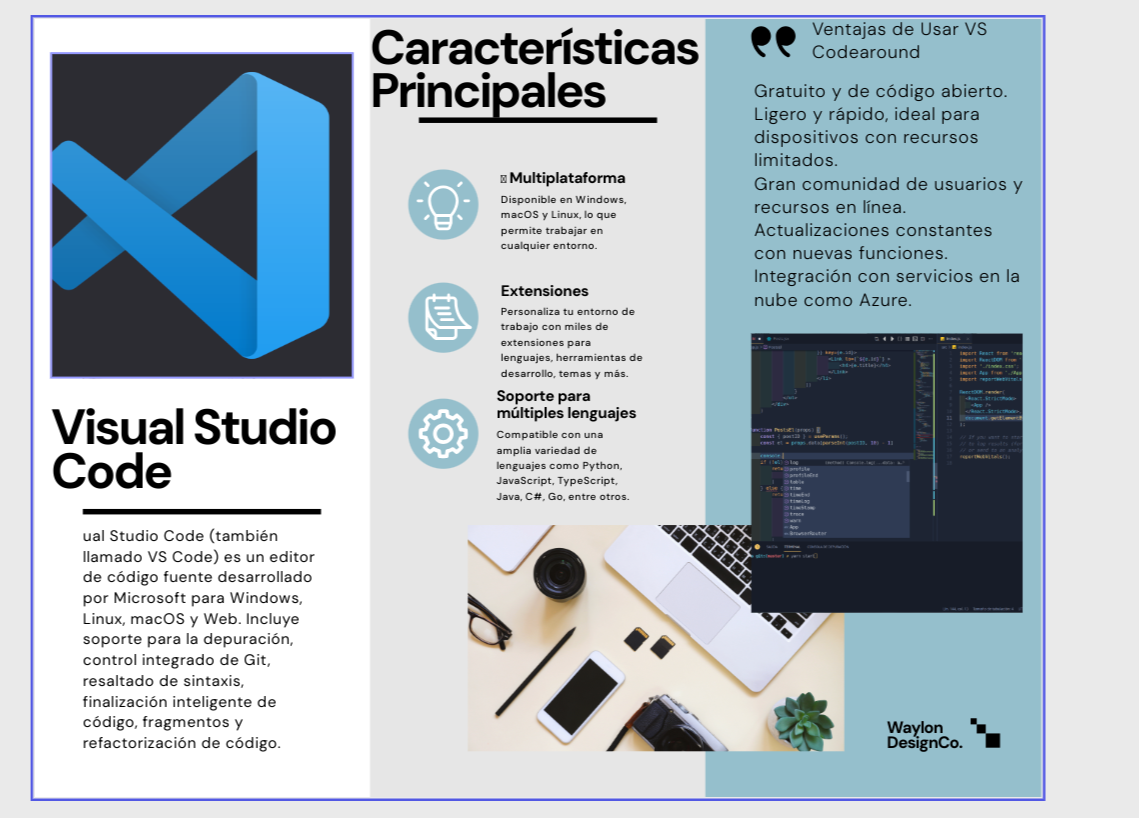 Visual Studio
Code
ual Studio Code (también
llamado VS Code) es un editor
de código fuente desarrollado
por Microsoft para Windows,
Linux, macOS y Web. Incluye
soporte para la depuración,
control integrado de Git,
resaltado de sintaxis,
finalización inteligente de
código, fragmentos y
refactorización de código.
Características
Principales
Multiplataforma
Disponible en Windows,
macOS y Linux, lo que
permite trabajar en
cualquier entorno.
Extensiones
Personaliza tu entorno de
trabajo con miles de
extensiones para
lenguajes, herramientas de
desarrollo, temas y más.
Soporte para
múltiples lenguajes
Compatible con una
amplia variedad de
lenguajes como Python,
JavaScript, TypeScript,
Java, C#, Go, entre otros.
Ventajas de Usar VS
Codearound
Gratuito y de código abierto.
Ligero y rápido, ideal para
dispositivos con recursos
limitados.
Gran comunidad de usuarios y
recursos en línea.
Actualizaciones constantes
con nuevas funciones.
Integración con servicios en la
nube como Azure.
Waylon
DesignCo.